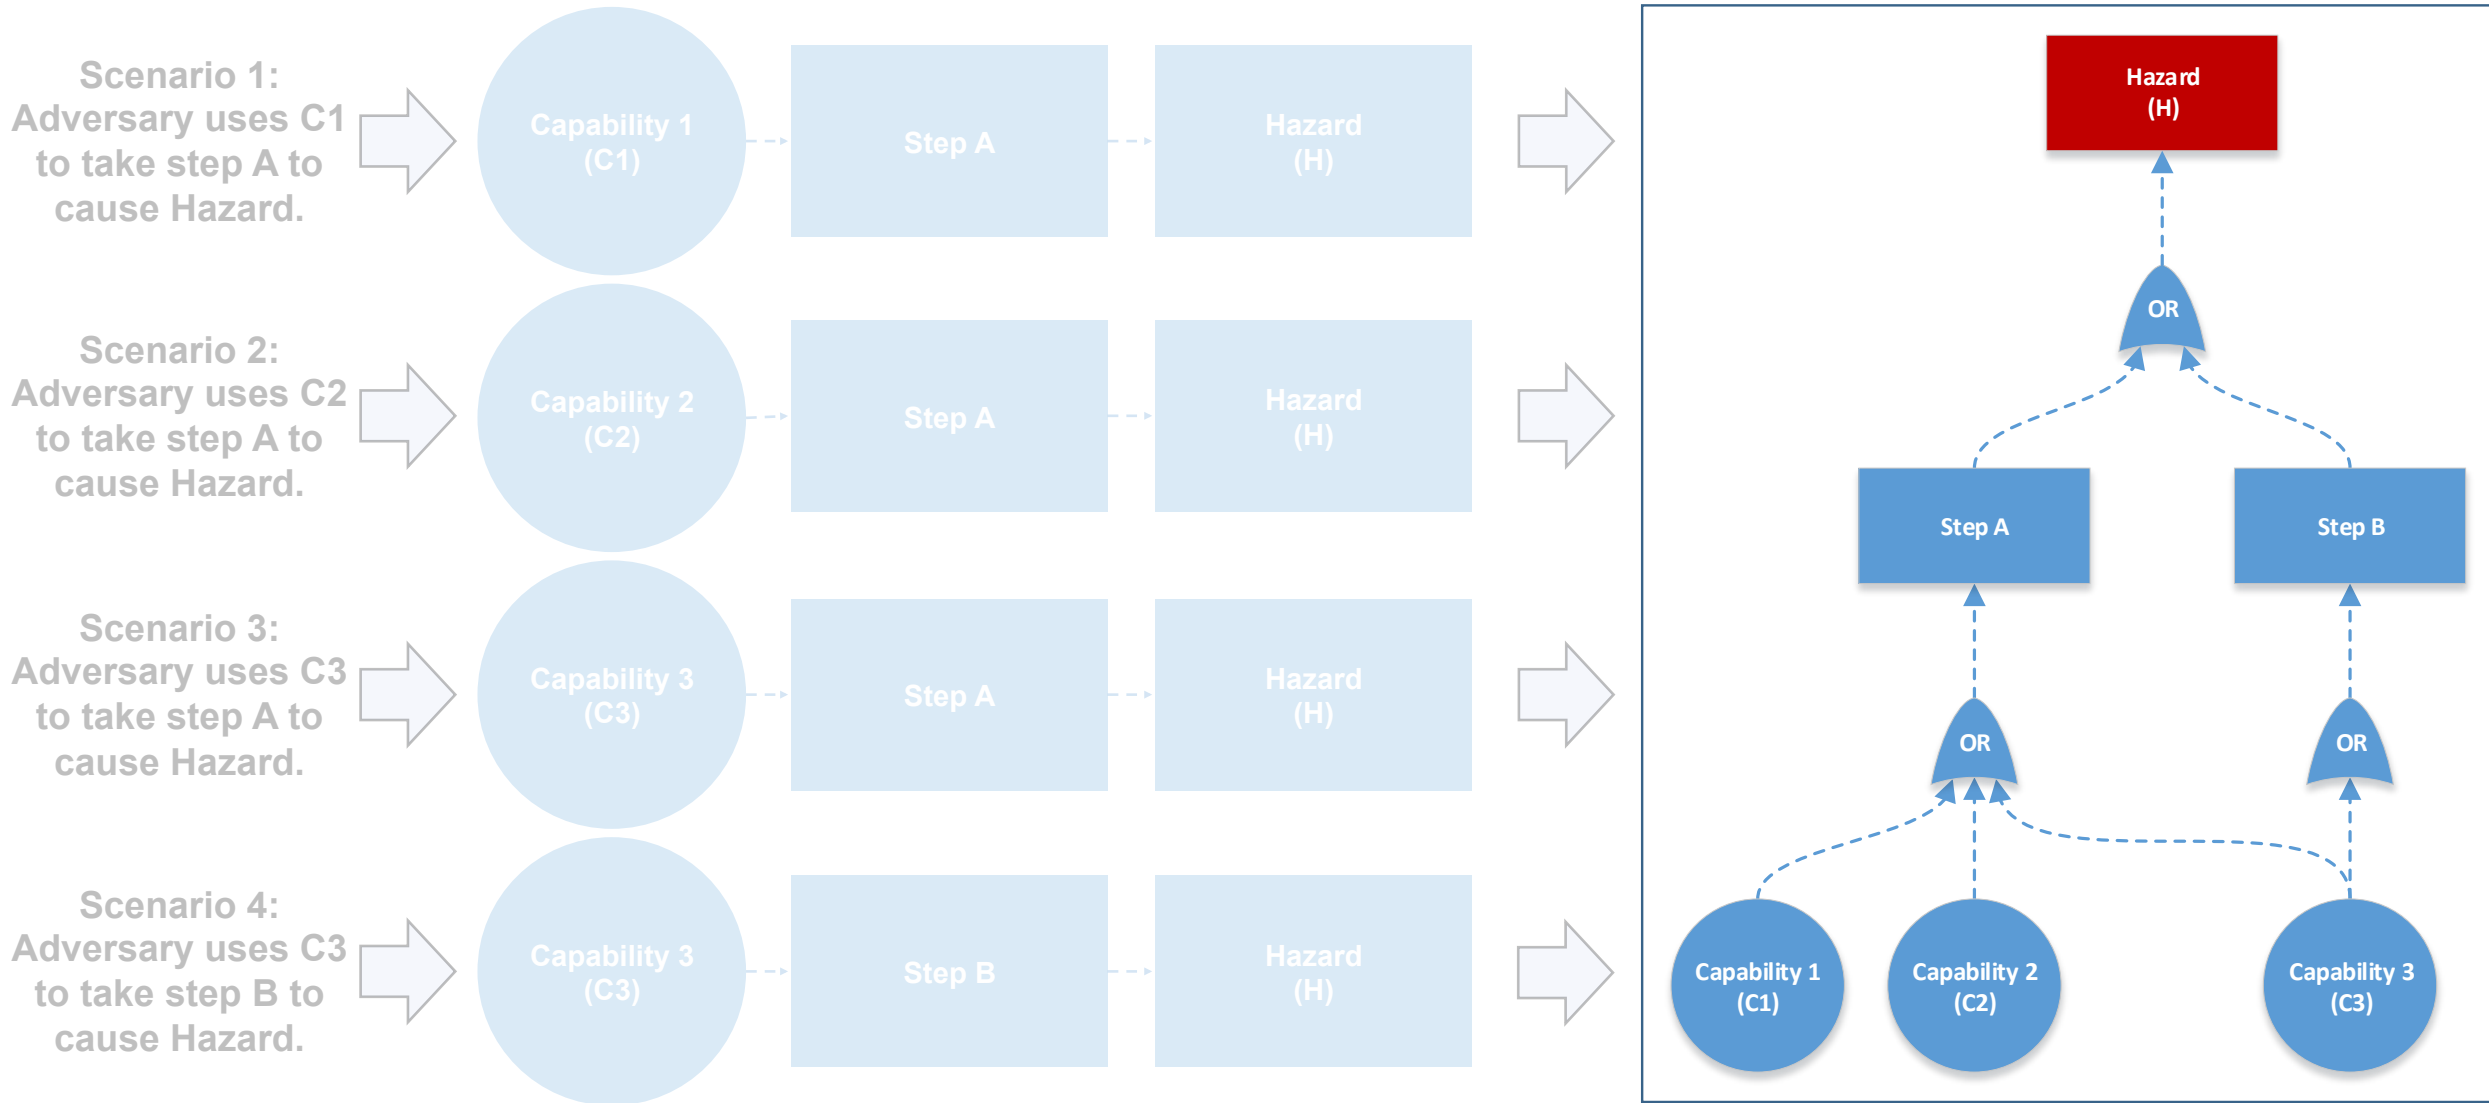 Scenario 1:
Adversary uses C1
to take step A to
cause Hazard.
Capability 1
(C1)
Step A
Hazard
(H)
Scenario 2:
Adversary uses C2
to take step A to
cause Hazard.
Capability 2
(C2)
Step A
Hazard
(H)
Scenario 3:
Adversary uses C3
to take step A to
cause Hazard.
Capability 3
(C3)
Step A
Hazard
(H)
Scenario 4:
Adversary uses C3
to take step B to
cause Hazard.
Capability 3
(C3)
Step B
Hazard
(H)
Hazard
(H)
OR
Step A
Step B
OR
OR
Capability 1
(C1)
Capability 2
(C2)
Capability 3
(C3)